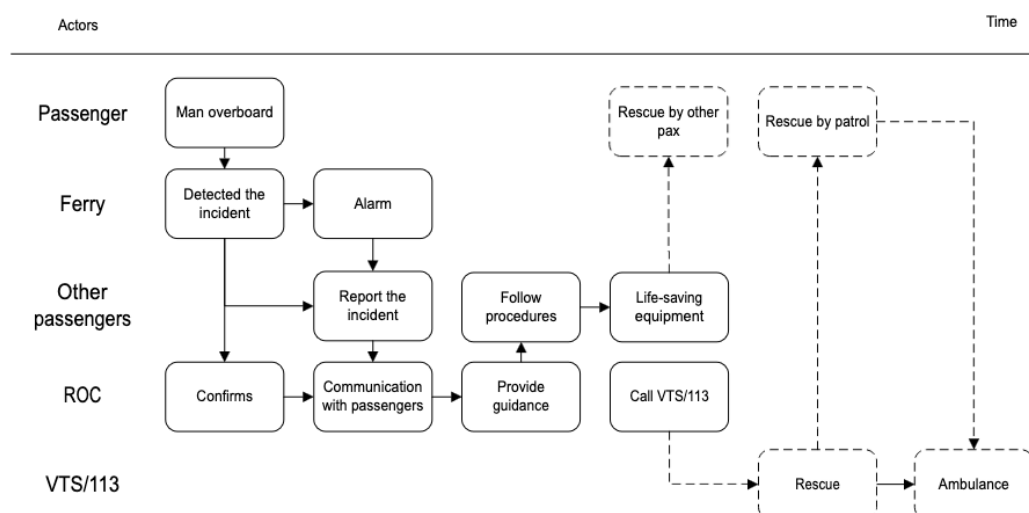 Actors
Time
Passenger
Man overboard
Rescue by other
pax
Rescue by patrol
Ferry
Detected the
incident
Alarm
Other
passengers
Report the
incident
Follow
procedures
Life-saving
equipment
ROC
Confirms
Communication
with passengers
Provide
guidance
Call VTS/113
VTS/113
Rescue
Ambulance